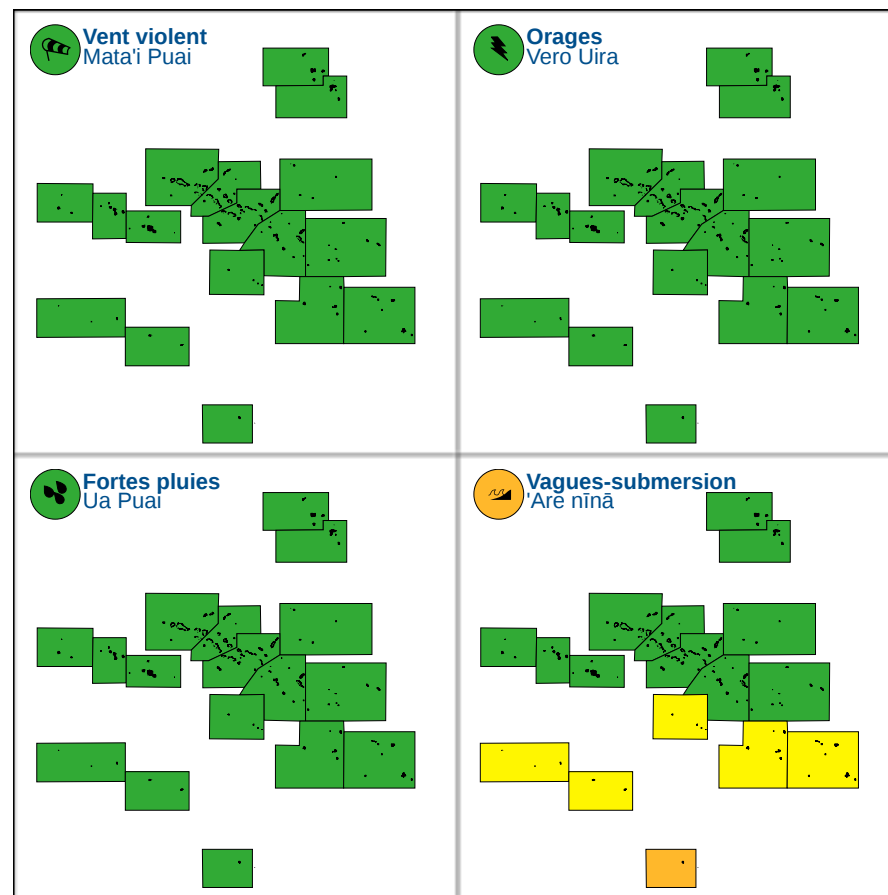 Vent violent
Mata'i Puai
Orages
Vero Uira
Fortes pluies
Ua Puai
Vagues-submersion
'Are nīnā